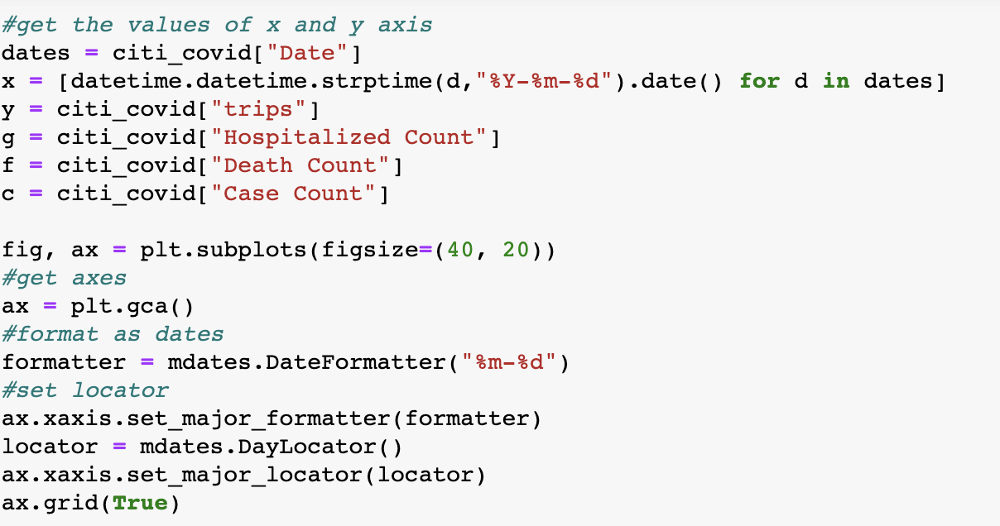 #get the values of x and y axis
dates = citi_covid["Date"]
x = [datetime.datetime.strptime(d,"%Y-%m-%d").date() for d in dates]
y = citi_covid["trips"]
g = citi_covid["Hospitalized Count"]
f = citi_covid["Death Count"]
c = citi_covid["Case Count"]
fig, ax = plt.subplots(figsize=(40, 20))
#get axes
ax = plt.gca()
#format as dates
formatter = mdates.DateFormatter("%m-%d")
#set locator
ax.xaxis.set_major_formatter(formatter)
locator = mdates.DayLocator()
ax.xaxis.set_major_locator(locator)
ax.grid(True)